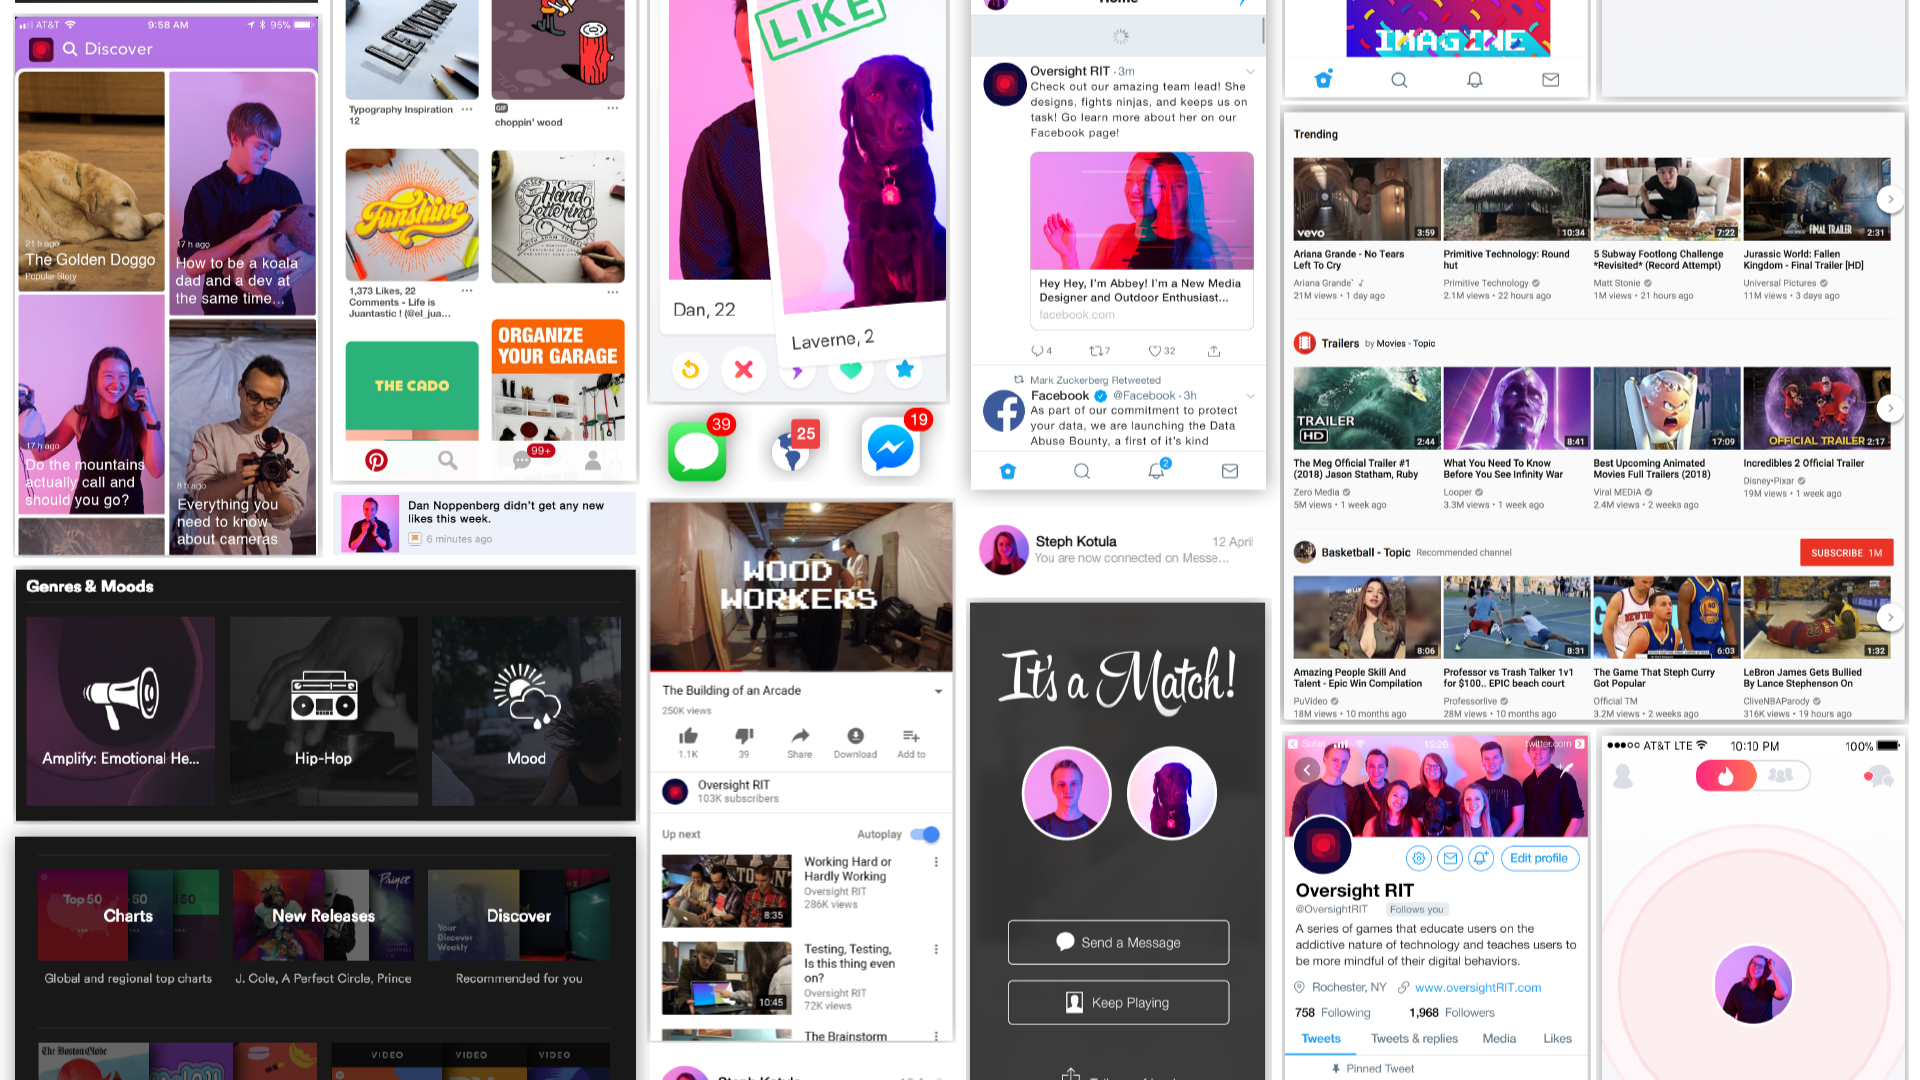 AT&T
9:58 AM
95%
Discover
21 h ago
The Golden Doggo
Popular Story
17 h ago
How to be a koala
dad and a dev at
the same time...
17 h ago
Do the mountains
actually call and
should you go?
8 h ago
Everything you
need to know
about cameras
Typography Inspiration
12
GIF
choppin' wood
Funshine
Hand
Lettering
1,373 Likes, 22
Comments - Life is
Juantastic ! (@el_jua...
ORGANIZE
YOUR GARAGE
THE CADO
99+
Dan Noppenberg didn't get any new
likes this week.
6 minutes ago
LIKE
Dan, 22
Laverne, 2
39
25
19
Home
Oversight RIT · 3m
Check out our amazing team lead! She
designs, fights ninjas, and keeps us on
task! Go learn more about her on our
Facebook page!
Hey Hey, I'm Abbey! I'm a New Media
Designer and Outdoor Enthusiast...
facebook.com
4
7
32
Mark Zuckerberg Retweeted
Facebook @Facebook · 3h
As part of our commitment to protect
your data, we are launching the Data
Abuse Bounty, a first of it's kind
2
Steph Kotula
12 April
You are now connected on Messe...
IMAGINE
Trending
vevo
3:59
10:34
7:22
FINAL TRAILER
2:31
Ariana Grande - No Tears
Left To Cry
Ariana Grande
21M views • 1 day ago
Primitive Technology: Round
hut
Primitive Technology
2.1M views • 22 hours ago
5 Subway Footlong Challenge
*Revisited* (Record Attempt)
Matt Stonie
1M views • 21 hours ago
Jurassic World: Fallen
Kingdom - Final Trailer [HD]
Universal Pictures
11M views • 3 days ago
Trailers by Movies - Topic
TRAILER
HD
2:44
8:41
17:09
OFFICIAL TRAILER 2:17
The Meg Official Trailer #1
(2018) Jason Statham, Ruby
Zero Media
5M views • 1 week ago
What You Need To Know
Before You See Infinity War
Looper
3.3M views • 1 week ago
Best Upcoming Animated
Movies Full Trailers (2018)
Viral MEDIA
2.4M views • 2 weeks ago
Incredibles 2 Official Trailer
Disney•Pixar
19M views • 1 week ago
Basketball - Topic Recommended channel
SUBSCRIBE 1M
8:06
8:31
6:03
1:32
Amazing People Skill And
Talent - Epic Win Compilation
PuVideo
18M views • 10 months ago
Professor vs Trash Talker 1v1
for $100.. EPIC beach court
Professorlive
28M views • 10 months ago
The Game That Steph Curry
Got Popular
Official TM
3.2M views • 2 weeks ago
LeBron James Gets Bullied
By Lance Stephenson On
CliveNBAParody
316K views • 19 hours ago
Genres & Moods
Amplify: Emotional He...
Hip-Hop
Mood
Top 50
50
50
Charts
Global and regional top charts
Prince
New Releases
J. Cole, A Perfect Circle, Prince
Your
Discover
Weekly
Discover
Recommended for you
The Boston Globe
VIDEO
VIDEO
VIDEO
WOOD
WORKERS
The Building of an Arcade
250K views
1.1K
39
Share
Download
Add to
Oversight RIT
103K subscribers
Up next
Autoplay
8:35
Working Hard or
Hardly Working
Oversight RIT
286K views
10:45
Testing, Testing,
Is this thing even
on?
Oversight RIT
72K views
The Brainstorm
Steph Kotula
It's a Match!
Send a Message
Keep Playing
Safari
15:26
twitter.com
Edit profile
Oversight RIT
@OversightRIT
Follows you
A series of games that educate users on the
addictive nature of technology and teaches users to
be more mindful of their digital behaviors.
Rochester, NY
www.oversightRIT.com
758 Following
1,968 Followers
Tweets
Tweets & replies
Media
Likes
Pinned Tweet
AT&T LTE
10:10 PM
100%